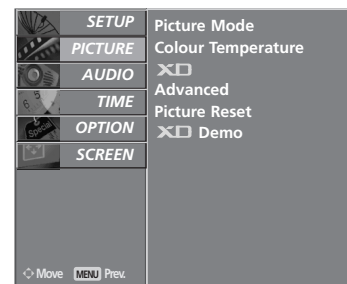 SETUP
PICTURE
AUDIO
TIME
OPTION
SCREEN
Move MENU Prev.
Picture Mode
Colour Temperature
XD
Advanced
Picture Reset
XD Demo